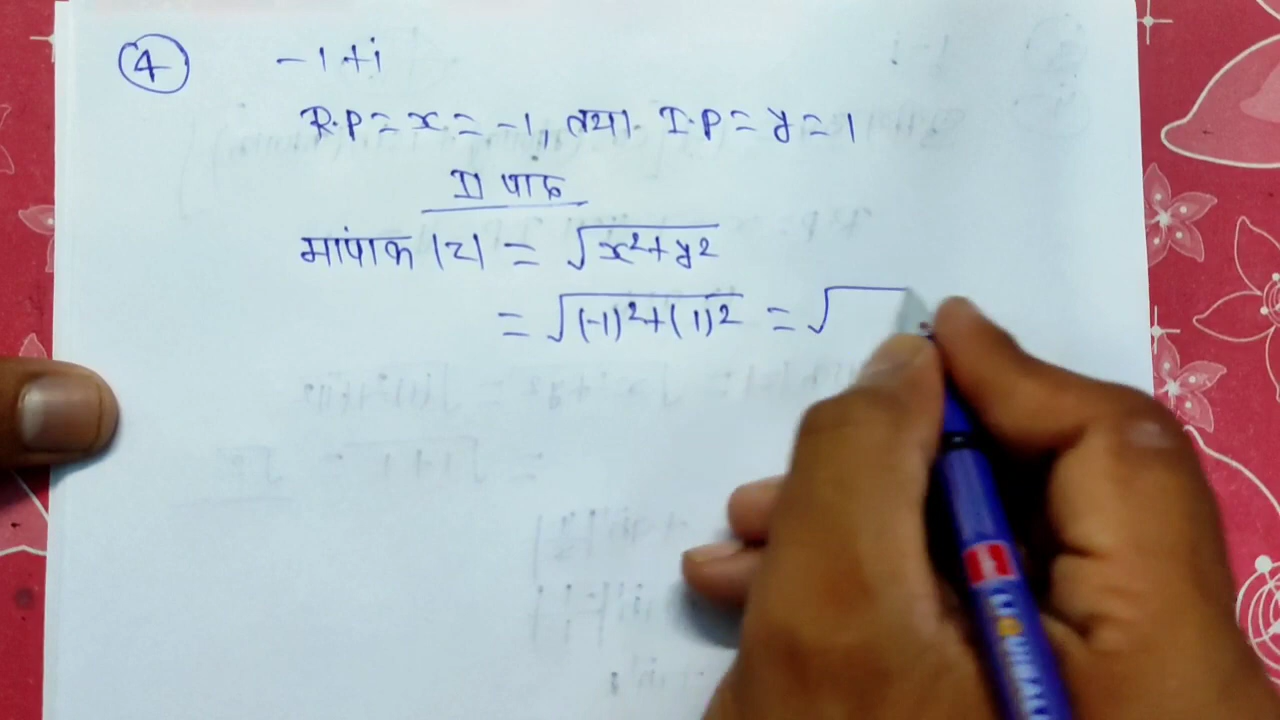 ④ -1+i
R.P = x = -1, तथा I.P = y = 1
II पाद
मांपाक |z| = √x²+y²
= √(-1)²+(1)² = √